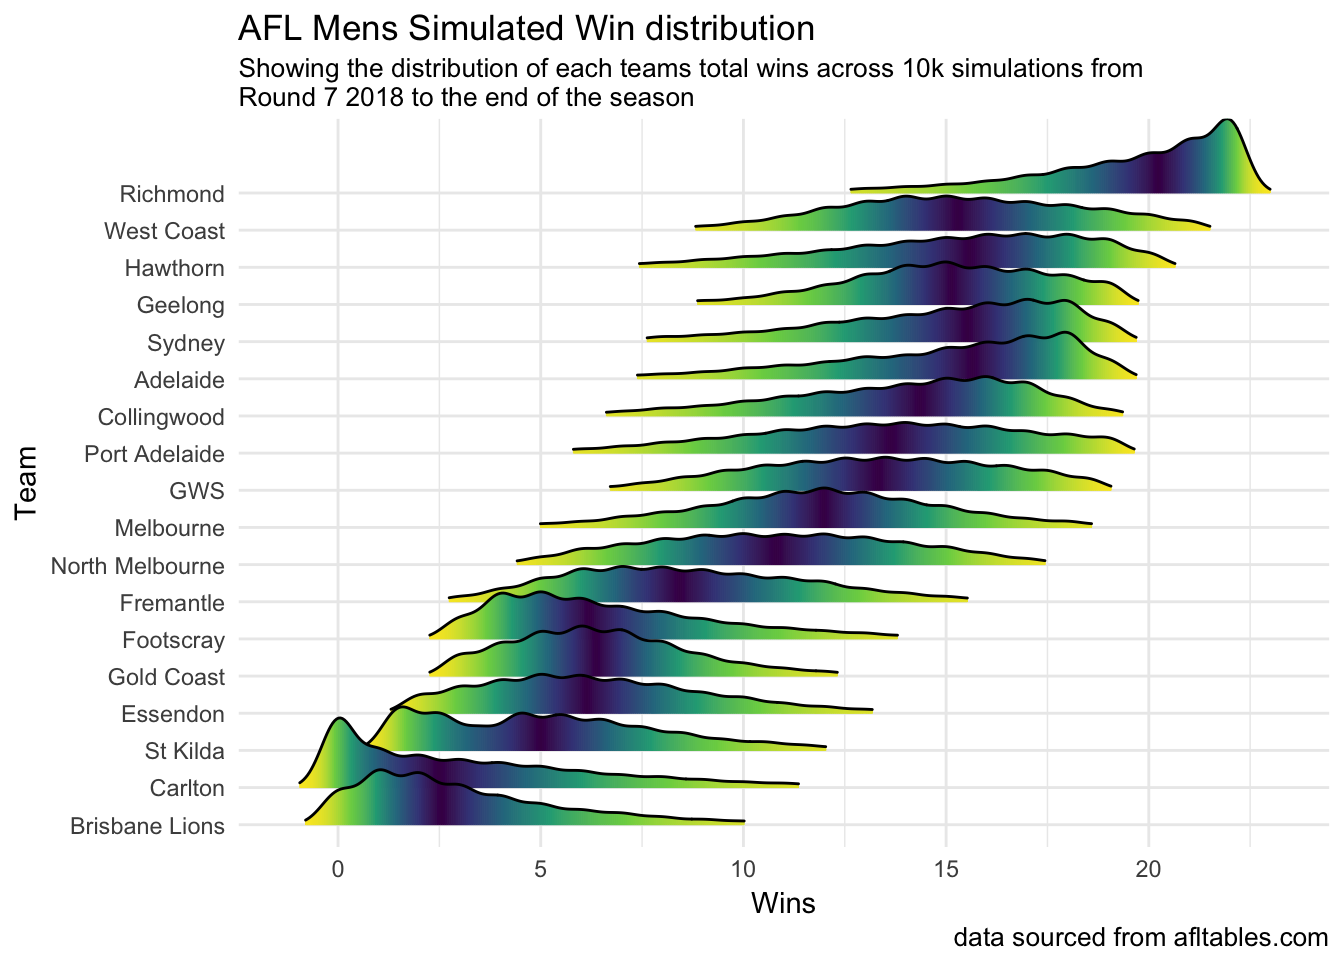 AFL Mens Simulated Win distribution
Showing the distribution of each teams total wins across 10k simulations from
Round 7 2018 to the end of the season
Team
Richmond
West Coast
Hawthorn
Geelong
Sydney
Adelaide
Collingwood
Port Adelaide
GWS
Melbourne
North Melbourne
Fremantle
Footscray
Gold Coast
Essendon
St Kilda
Carlton
Brisbane Lions
0 5 10 15 20
Wins
data sourced from afltables.com